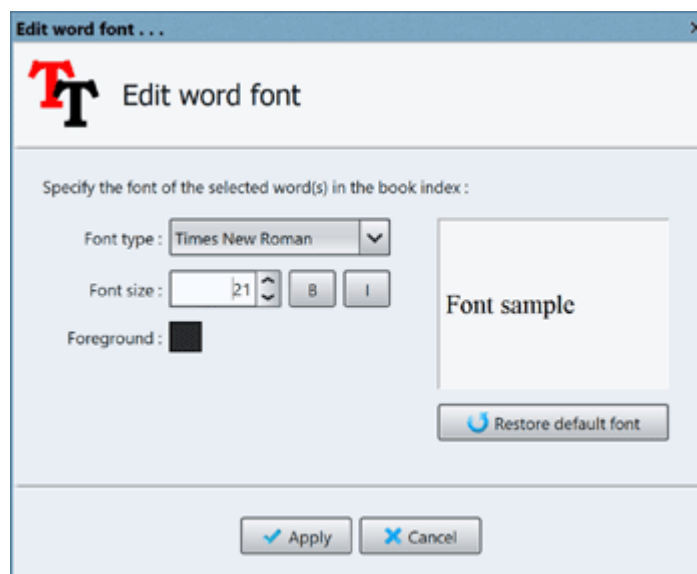 Edit word font . . .
TT
Edit word font
Specify the font of the selected word(s) in the book index :
Font type : Times New Roman
Font size : 21 B I
Font sample
Foreground :
Restore default font
Apply Cancel